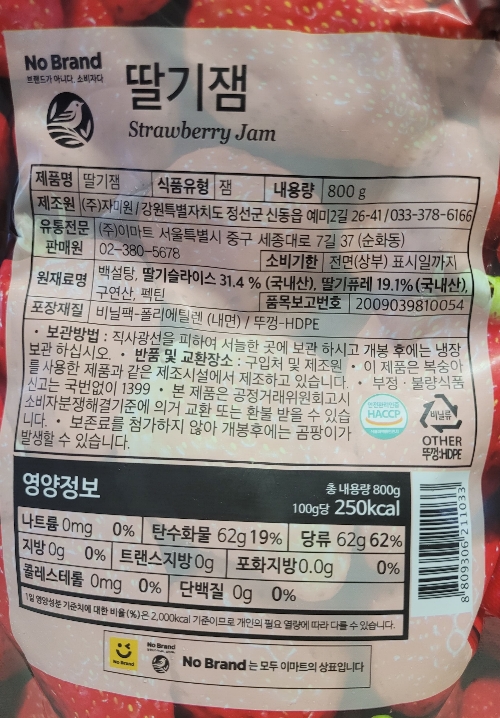 No Brand
브랜드가 아니다. 소비자다
딸기잼
Strawberry Jam
제품명 딸기잼 식품유형 잼 내용량 800 g
제조원 (주)자미원/강원특별자치도 정선군 신동읍 예미2길 26-41/033-378-6166
유통전문판매원 (주)이마트 서울특별시 중구 세종대로 7길 37 (순화동)
02-380-5678 소비기한 전면(상부) 표시일까지
원재료명 백설탕, 딸기슬라이스 31.4 % (국내산), 딸기퓨레 19.1% (국내산),
구연산, 펙틴 품목보고번호 2009039810054
포장재질 비닐팩-폴리에틸렌 (내면) / 뚜껑-HDPE
• 보관방법 : 직사광선을 피하여 서늘한 곳에 보관 하시고 개봉 후에는 냉장
보관 하십시오. • 반품 및 교환장소 : 구입처 및 제조원 • 이 제품은 복숭아
를 사용한 제품과 같은 제조시설에서 제조하고 있습니다. • 부정 · 불량식품
신고는 국번없이 1399 • 본 제품은 공정거래위원회고시
소비자분쟁해결기준에 의거 교환 또는 환불 받을 수 있습
니다. • 보존료를 첨가하지 않아 개봉후에는 곰팡이가
발생할 수 있습니다.
HACCP
비닐류
OTHER
뚜껑:HDPE
영양정보
총 내용량 800g
100g당 250kcal
나트륨 0mg 0% 탄수화물 62g 19% 당류 62g 62%
지방 0g 0% 트랜스지방 0g 포화지방 0.0g 0%
콜레스테롤 0mg 0% 단백질 0g 0%
1일 영양성분 기준치에 대한 비율(%)은 2,000kcal 기준이므로 개인의 필요 열량에 따라 다를 수 있습니다.
8 809306 211033
No Brand
No Brand
No Brand 는 모두 이마트의 상표입니다